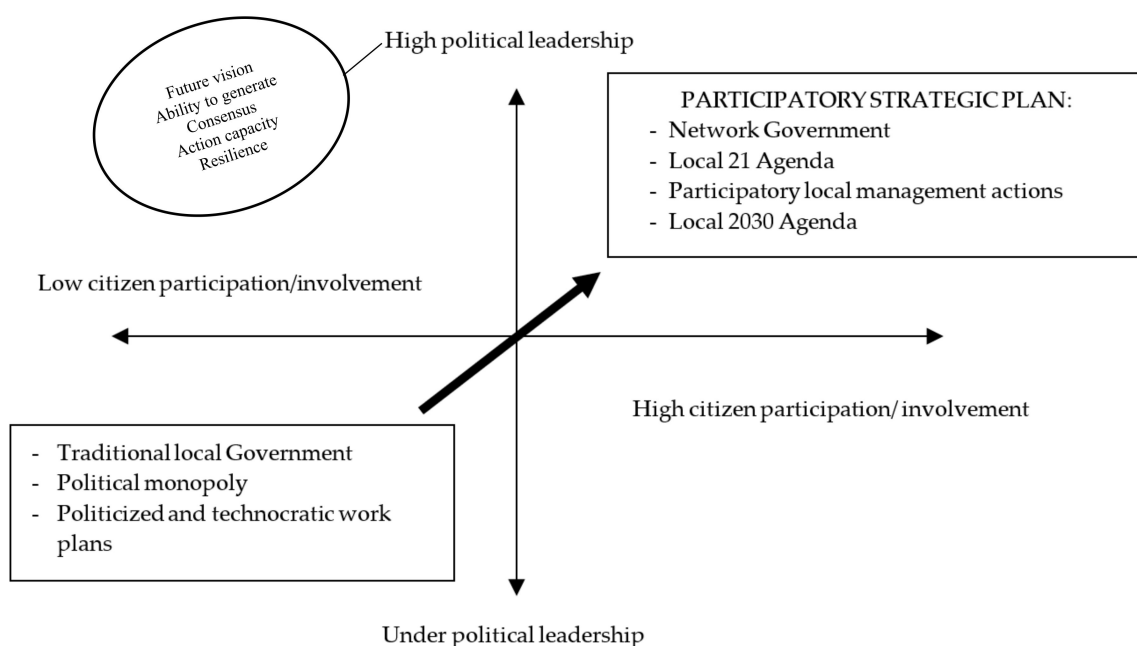 High political leadership
Future vision
Ability to generate
Consensus
Action capacity
Resilience
PARTICIPATORY STRATEGIC PLAN:
- Network Government
- Local 21 Agenda
- Participatory local management actions
- Local 2030 Agenda
Low citizen participation/involvement
High citizen participation/ involvement
- Traditional local Government
- Political monopoly
- Politicized and technocratic work
plans
Under political leadership